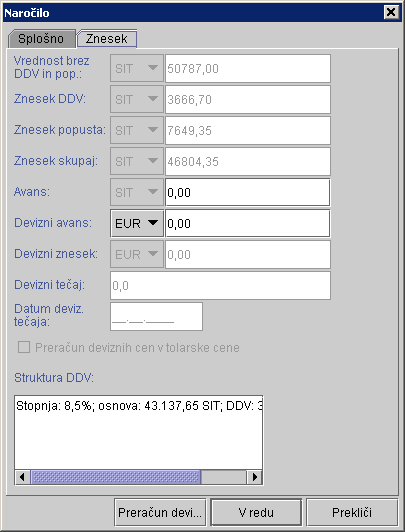 Naročilo
Splošno Znesek
Vrednost brez
DDV in pop.: SIT 50787,00
Znesek DDV: SIT 3666,70
Znesek popusta: SIT 7649,35
Znesek skupaj: SIT 46804,35
Avans: SIT 0,00
Devizni avans: EUR 0,00
Devizni znesek: EUR 0,00
Devizni tečaj: 0,0
Datum deviz.
tečaja: __.__.____
Preračun deviznih cen v tolarske cene
Struktura DDV:
Stopnja: 8,5%; osnova: 43.137,65 SIT; DDV: 3
Preračun devi... V redu Prekliči